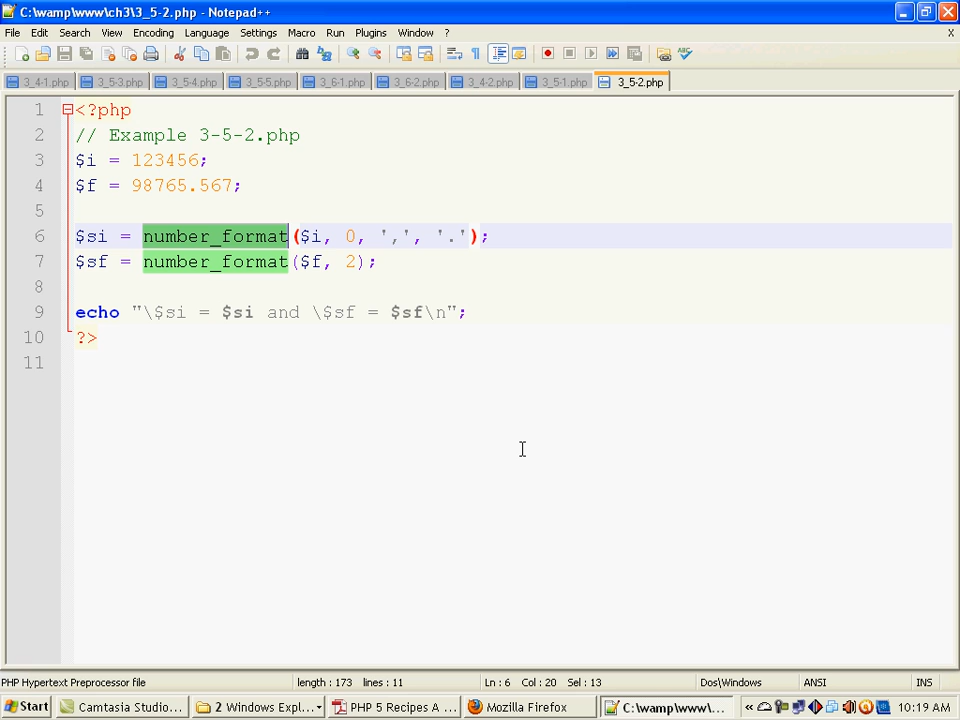 C:\wamp\www\ch3\3_5-2.php - Notepad++
File Edit Search View Encoding Language Settings Macro Run Plugins Window ? X
3_4-1.php 3_5-3.php 3_5-4.php 3_5-5.php 3_6-1.php 3_6-2.php 3_4-2.php 3_5-1.php 3_5-2.php
1 <?php
2 // Example 3-5-2.php
3 $i = 123456;
4 $f = 98765.567;
5
6 $si = number_format($i, 0, ',', '.');
7 $sf = number_format($f, 2);
8
9 echo "\$si = $si and \$sf = $sf\n";
10 ?>
11
PHP Hypertext Preprocessor file length : 173 lines : 11 Ln : 6 Col : 20 Sel : 13 Dos\Windows ANSI INS
Start Camtasia Studio... 2 Windows Expl... PHP 5 Recipes A ... Mozilla Firefox C:\wamp\www\... « 10:19 AM